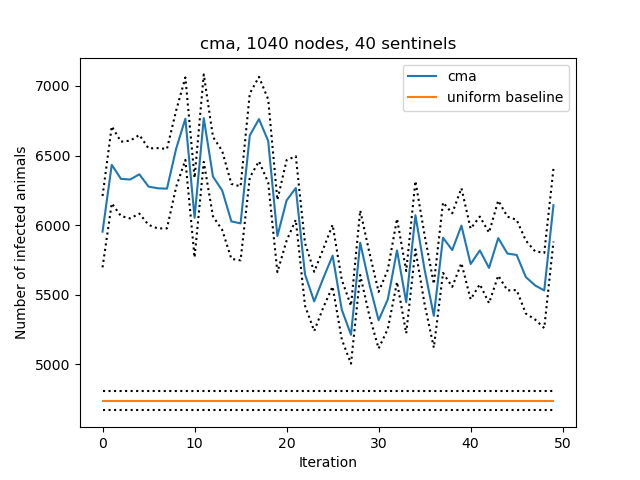 cma, 1040 nodes, 40 sentinels
cma
uniform baseline
Number of infected animals
7000
6500
6000
5500
5000
0 10 20 30 40 50
Iteration